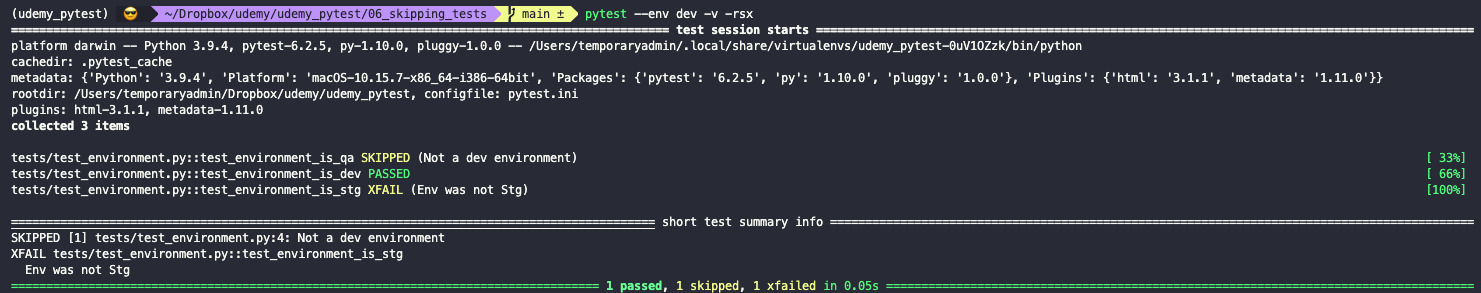 (udemy_pytest) 😎 ~/Dropbox/udemy/udemy_pytest/06_skipping_tests main ± pytest --env dev -v -rsx
test session starts
platform darwin -- Python 3.9.4, pytest-6.2.5, py-1.10.0, pluggy-1.0.0 -- /Users/temporaryadmin/.local/share/virtualenvs/udemy_pytest-0uV1OZzk/bin/python
cachedir: .pytest_cache
metadata: {'Python': '3.9.4', 'Platform': 'macOS-10.15.7-x86_64-i386-64bit', 'Packages': {'pytest': '6.2.5', 'py': '1.10.0', 'pluggy': '1.0.0'}, 'Plugins': {'html': '3.1.1', 'metadata': '1.11.0'}}
rootdir: /Users/temporaryadmin/Dropbox/udemy/udemy_pytest, configfile: pytest.ini
plugins: html-3.1.1, metadata-1.11.0
collected 3 items
tests/test_environment.py::test_environment_is_qa SKIPPED (Not a dev environment) [ 33%]
tests/test_environment.py::test_environment_is_dev PASSED [ 66%]
tests/test_environment.py::test_environment_is_stg XFAIL (Env was not Stg) [100%]
short test summary info
SKIPPED [1] tests/test_environment.py:4: Not a dev environment
XFAIL tests/test_environment.py::test_environment_is_stg
Env was not Stg
1 passed, 1 skipped, 1 xfailed in 0.05s